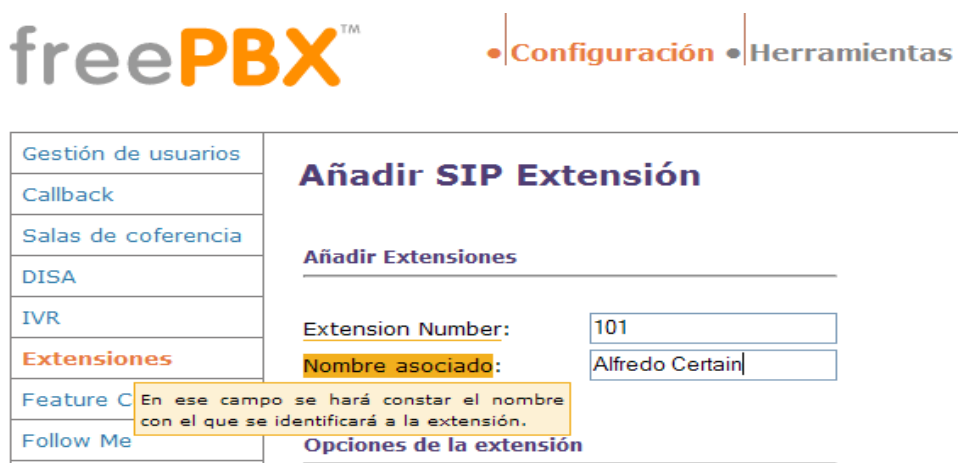 freePBX™
Configuración Herramientas
Gestión de usuarios
Callback
Salas de coferencia
DISA
IVR
Extensiones
Feature C
Follow Me
Añadir SIP Extensión
Añadir Extensiones
Extension Number: 101
Nombre asociado: Alfredo Certain
En ese campo se hará constar el nombre
con el que se identificará a la extensión.
Opciones de la extensión